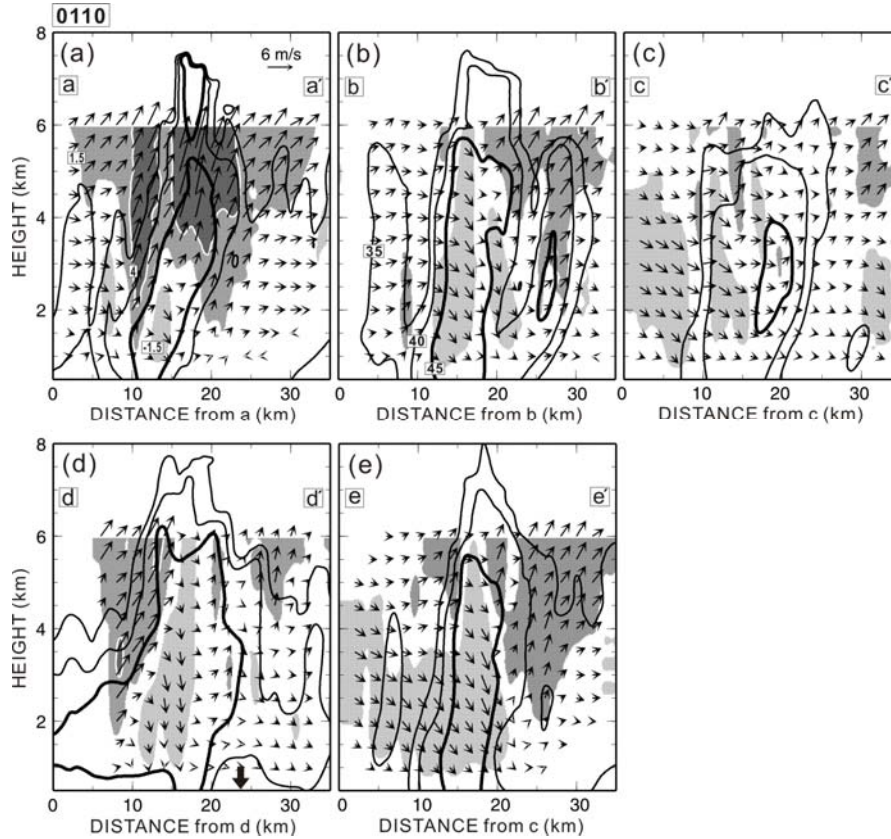 0110
(a)
6 m/s
a
a′
1.5
4
-1.5
HEIGHT (km)
8
6
4
2
0
10
20
30
DISTANCE from a (km)
(b)
b
b′
35
40
45
0
10
20
30
DISTANCE from b (km)
(c)
c
c′
0
10
20
30
DISTANCE from c (km)
(d)
d
d′
HEIGHT (km)
8
6
4
2
0
10
20
30
DISTANCE from d (km)
(e)
e
e′
0
10
20
30
DISTANCE from c (km)